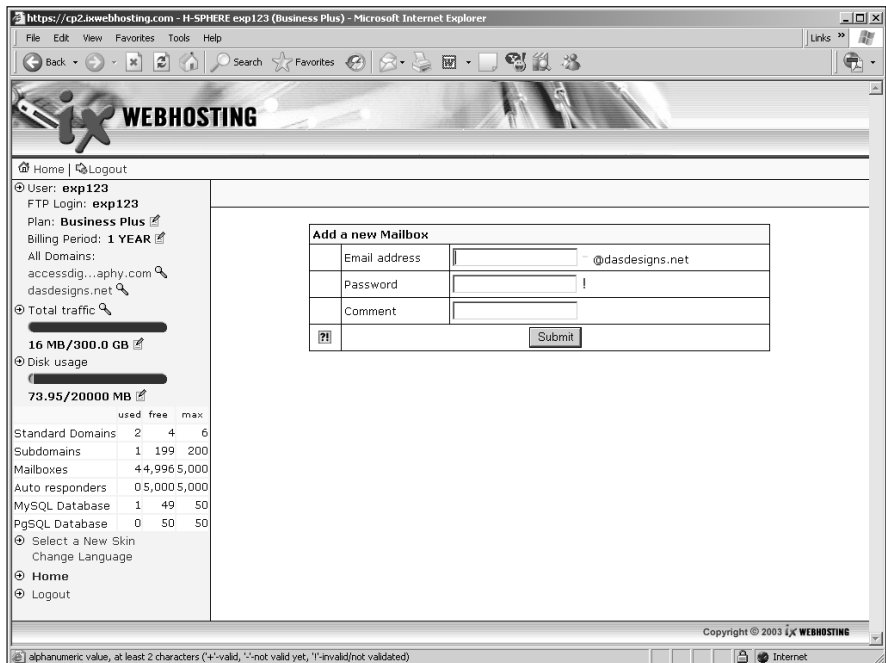 https://cp2.ixwebhosting.com - H-SPHERE exp123 (Business Plus) - Microsoft Internet Explorer
File Edit View Favorites Tools Help
Links »
Back Search Favorites
ix WEBHOSTING
Home | Logout
User: exp123
FTP Login: exp123
Plan: Business Plus
Billing Period: 1 YEAR
All Domains:
accessdig...aphy.com
dasdesigns.net
Total traffic
16 MB/300.0 GB
Disk usage
73.95/20000 MB
used free max
Standard Domains 2 4 6
Subdomains 1 199 200
Mailboxes 4 4,996 5,000
Auto responders 0 5,000 5,000
MySQL Database 1 49 50
PgSQL Database 0 50 50
Select a New Skin
Change Language
Home
Logout
Add a new Mailbox
Email address - @dasdesigns.net
Password !
Comment
?! Submit
Copyright © 2003 ix WEBHOSTING
alphanumeric value, at least 2 characters ('+'-valid, '-'-not valid yet, '!'-invalid/not validated)
Internet